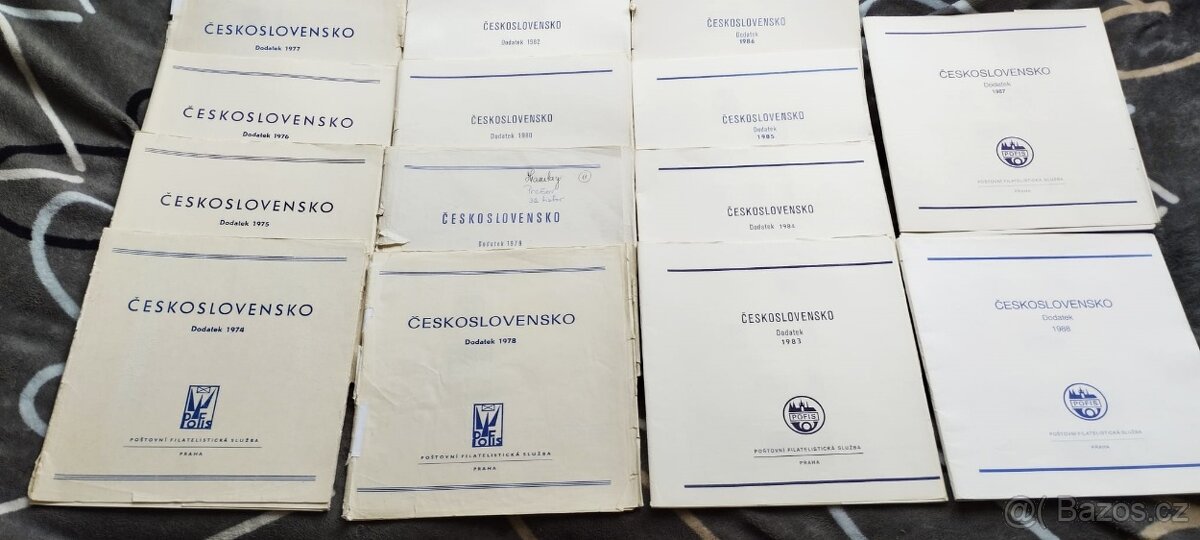 ČESKOSLOVENSKO
Dodatek 1977
ČESKOSLOVENSKO
Dodatek 1976
ČESKOSLOVENSKO
Dodatek 1975
ČESKOSLOVENSKO
Dodatek 1974
POFIS
POŠTOVNÍ FILATELISTICKÁ SLUŽBA
PRAHA
ČESKOSLOVENSKO
Dodatek 1982
ČESKOSLOVENSKO
Dodatek 1980
ČESKOSLOVENSKO
Dodatek 1979
ČESKOSLOVENSKO
Dodatek 1978
POFIS
POŠTOVNÍ FILATELISTICKÁ SLUŽBA
PRAHA
ČESKOSLOVENSKO
Dodatek
1986
ČESKOSLOVENSKO
Dodatek
1985
ČESKOSLOVENSKO
Dodatek 1984
ČESKOSLOVENSKO
Dodatek
1983
POFIS
POŠTOVNÍ FILATELISTICKÁ SLUŽBA
PRAHA
ČESKOSLOVENSKO
Dodatek
1987
POFIS
POŠTOVNÍ FILATELISTICKÁ SLUŽBA
PRAHA
ČESKOSLOVENSKO
Dodatek
1988
POFIS
POŠTOVNÍ FILATELISTICKÁ SLUŽBA
PRAHA
@( Bazos.cz